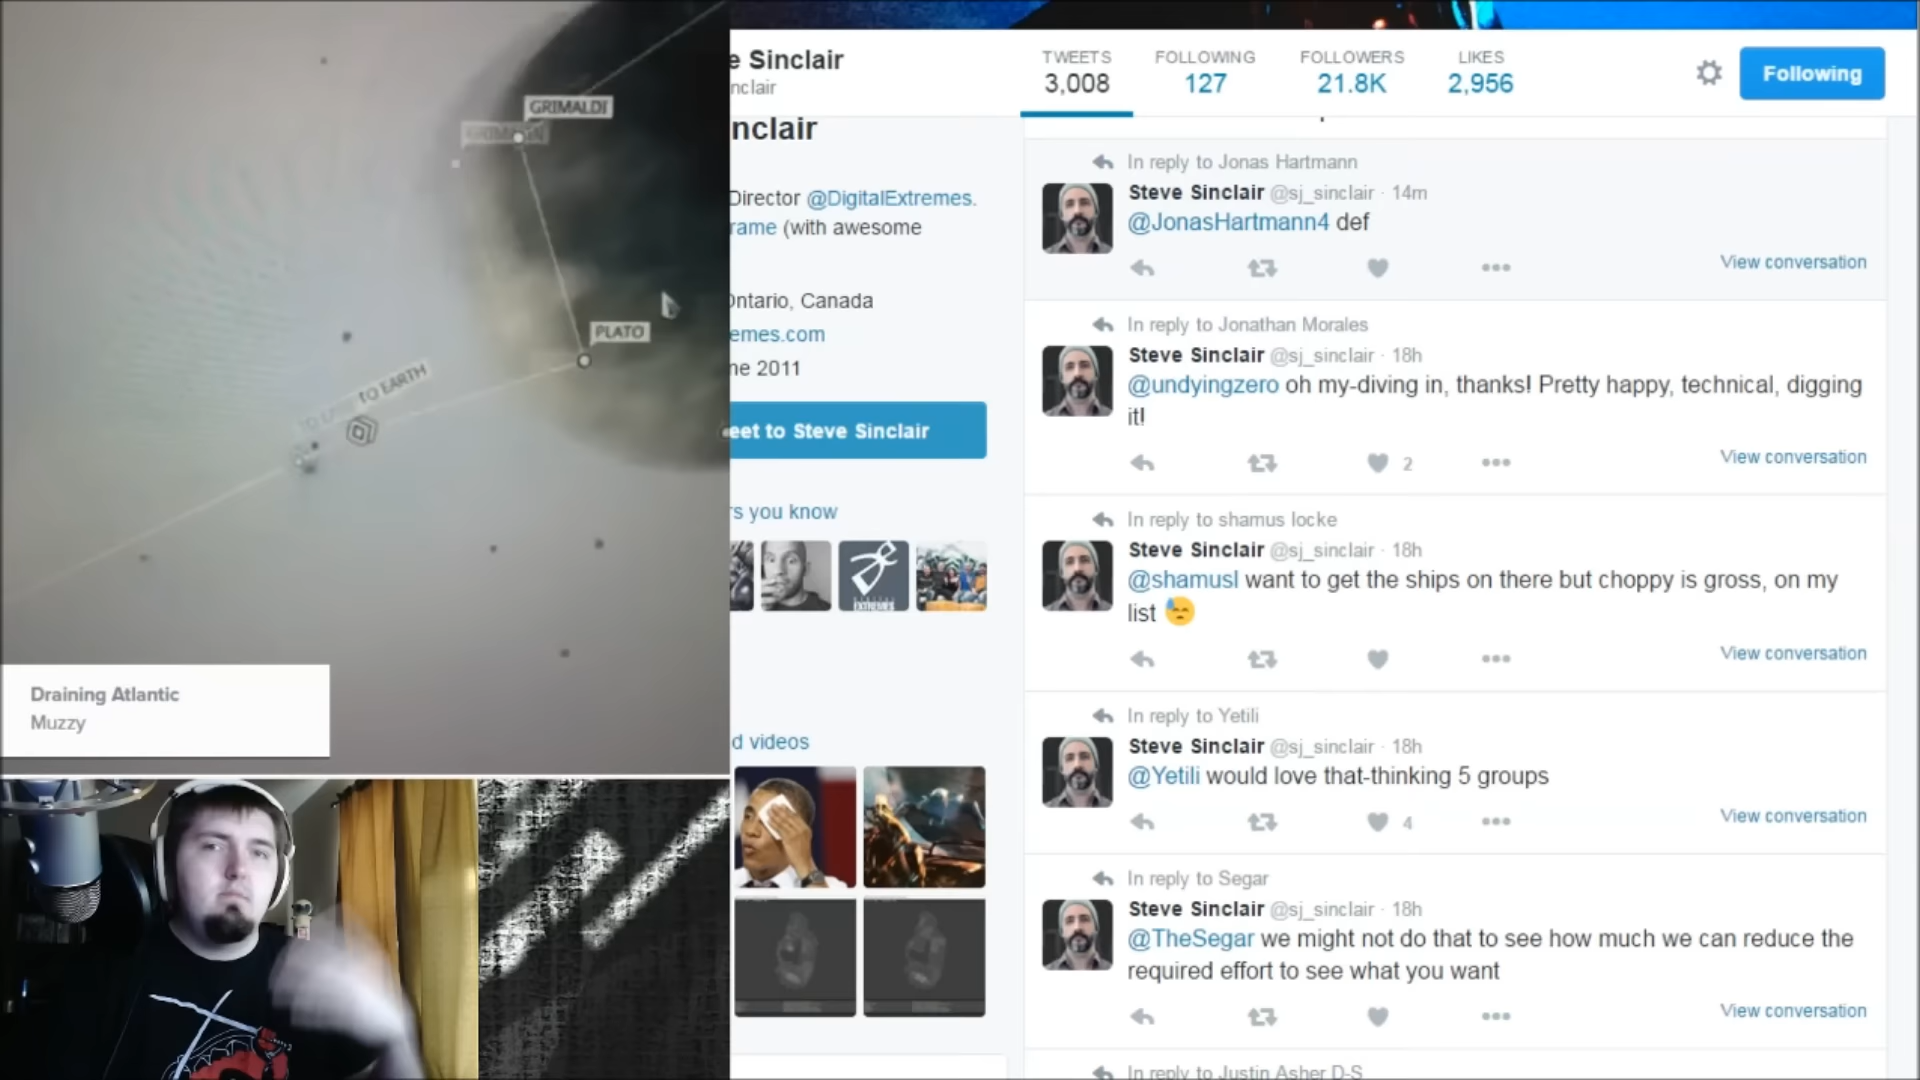 GRIMALDI
PLATO
TO EARTH
Draining Atlantic
Muzzy
e Sinclair
nclair
TWEETS
3,008
FOLLOWING
127
FOLLOWERS
21.8K
LIKES
2,956
Following
nclair
Director @DigitalExtremes.
rame (with awesome
Ontario, Canada
emes.com
ne 2011
eet to Steve Sinclair
rs you know
DIGITAL
EXTREMES
d videos
In reply to Jonas Hartmann
Steve Sinclair @sj_sinclair · 14m
@JonasHartmann4 def
View conversation
In reply to Jonathan Morales
Steve Sinclair @sj_sinclair · 18h
@undyingzero oh my-diving in, thanks! Pretty happy, technical, digging
it!
2
View conversation
In reply to shamus locke
Steve Sinclair @sj_sinclair · 18h
@shamusl want to get the ships on there but choppy is gross, on my
list 😓
View conversation
In reply to Yetili
Steve Sinclair @sj_sinclair · 18h
@Yetili would love that-thinking 5 groups
4
View conversation
In reply to Segar
Steve Sinclair @sj_sinclair · 18h
@TheSegar we might not do that to see how much we can reduce the
required effort to see what you want
View conversation
In reply to Justin Asher D-S